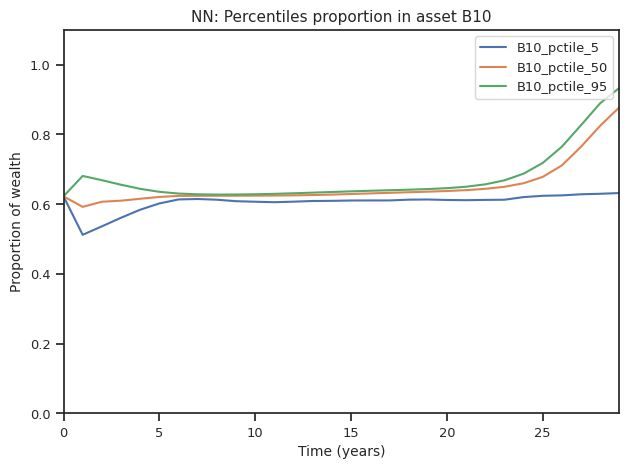 NN: Percentiles proportion in asset B10
B10_pctile_5
B10_pctile_50
B10_pctile_95
Proportion of wealth
1.0
0.8
0.6
0.4
0.2
0.0
0 5 10 15 20 25
Time (years)